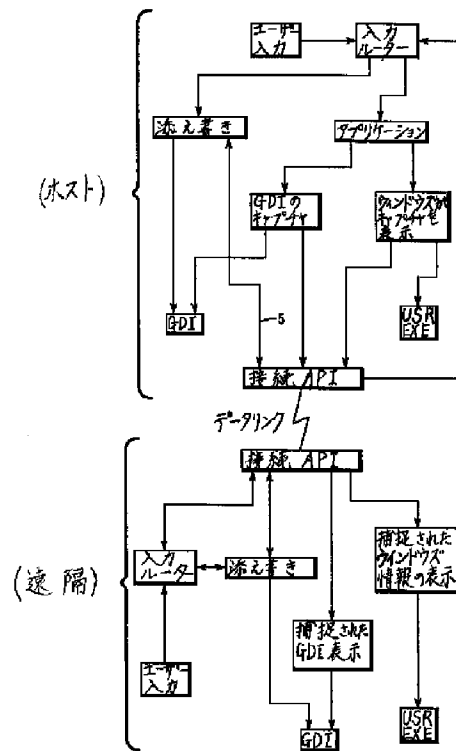 ユーザー
入力
入力
ルーター
添え書き
アプリケーション
(ホスト)
GDIの
キャプチャ
ウィンドウズが
キャプチャを
表示
GDI
5
USR
EXE
接続API
データリンク
接続API
(遠隔)
入力
ルーター
添え書き
捕捉された
ウインドウズ
情報の表示
捕捉された
GDI表示
ユーザー
入力
GDI
USR
EXE